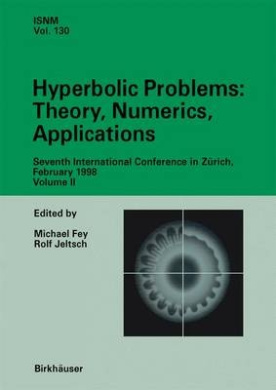 ISNM
Vol. 130
Hyperbolic Problems:
Theory, Numerics,
Applications
Seventh International Conference in Zürich,
February 1998
Volume II
Edited by
Michael Fey
Rolf Jeltsch
Birkhäuser